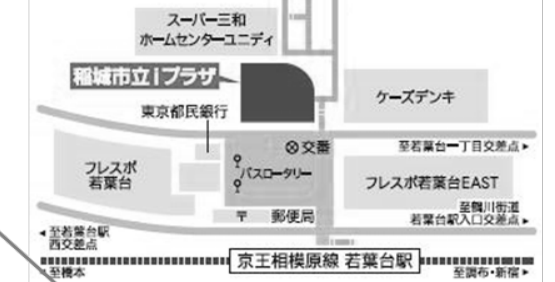 スーパー三和
ホームセンターユニディ
稲城市立iプラザ
ケーズデンキ
東京都民銀行
交番
至若葉台一丁目交差点▶
フレスポ
若葉台
バスロータリー
フレスポ若葉台EAST
至鶴川街道
若葉台駅入口交差点▶
〒 郵便局
◀至若葉台駅
西交差点
京王相模原線 若葉台駅
◀至橋本
至調布・新宿▶